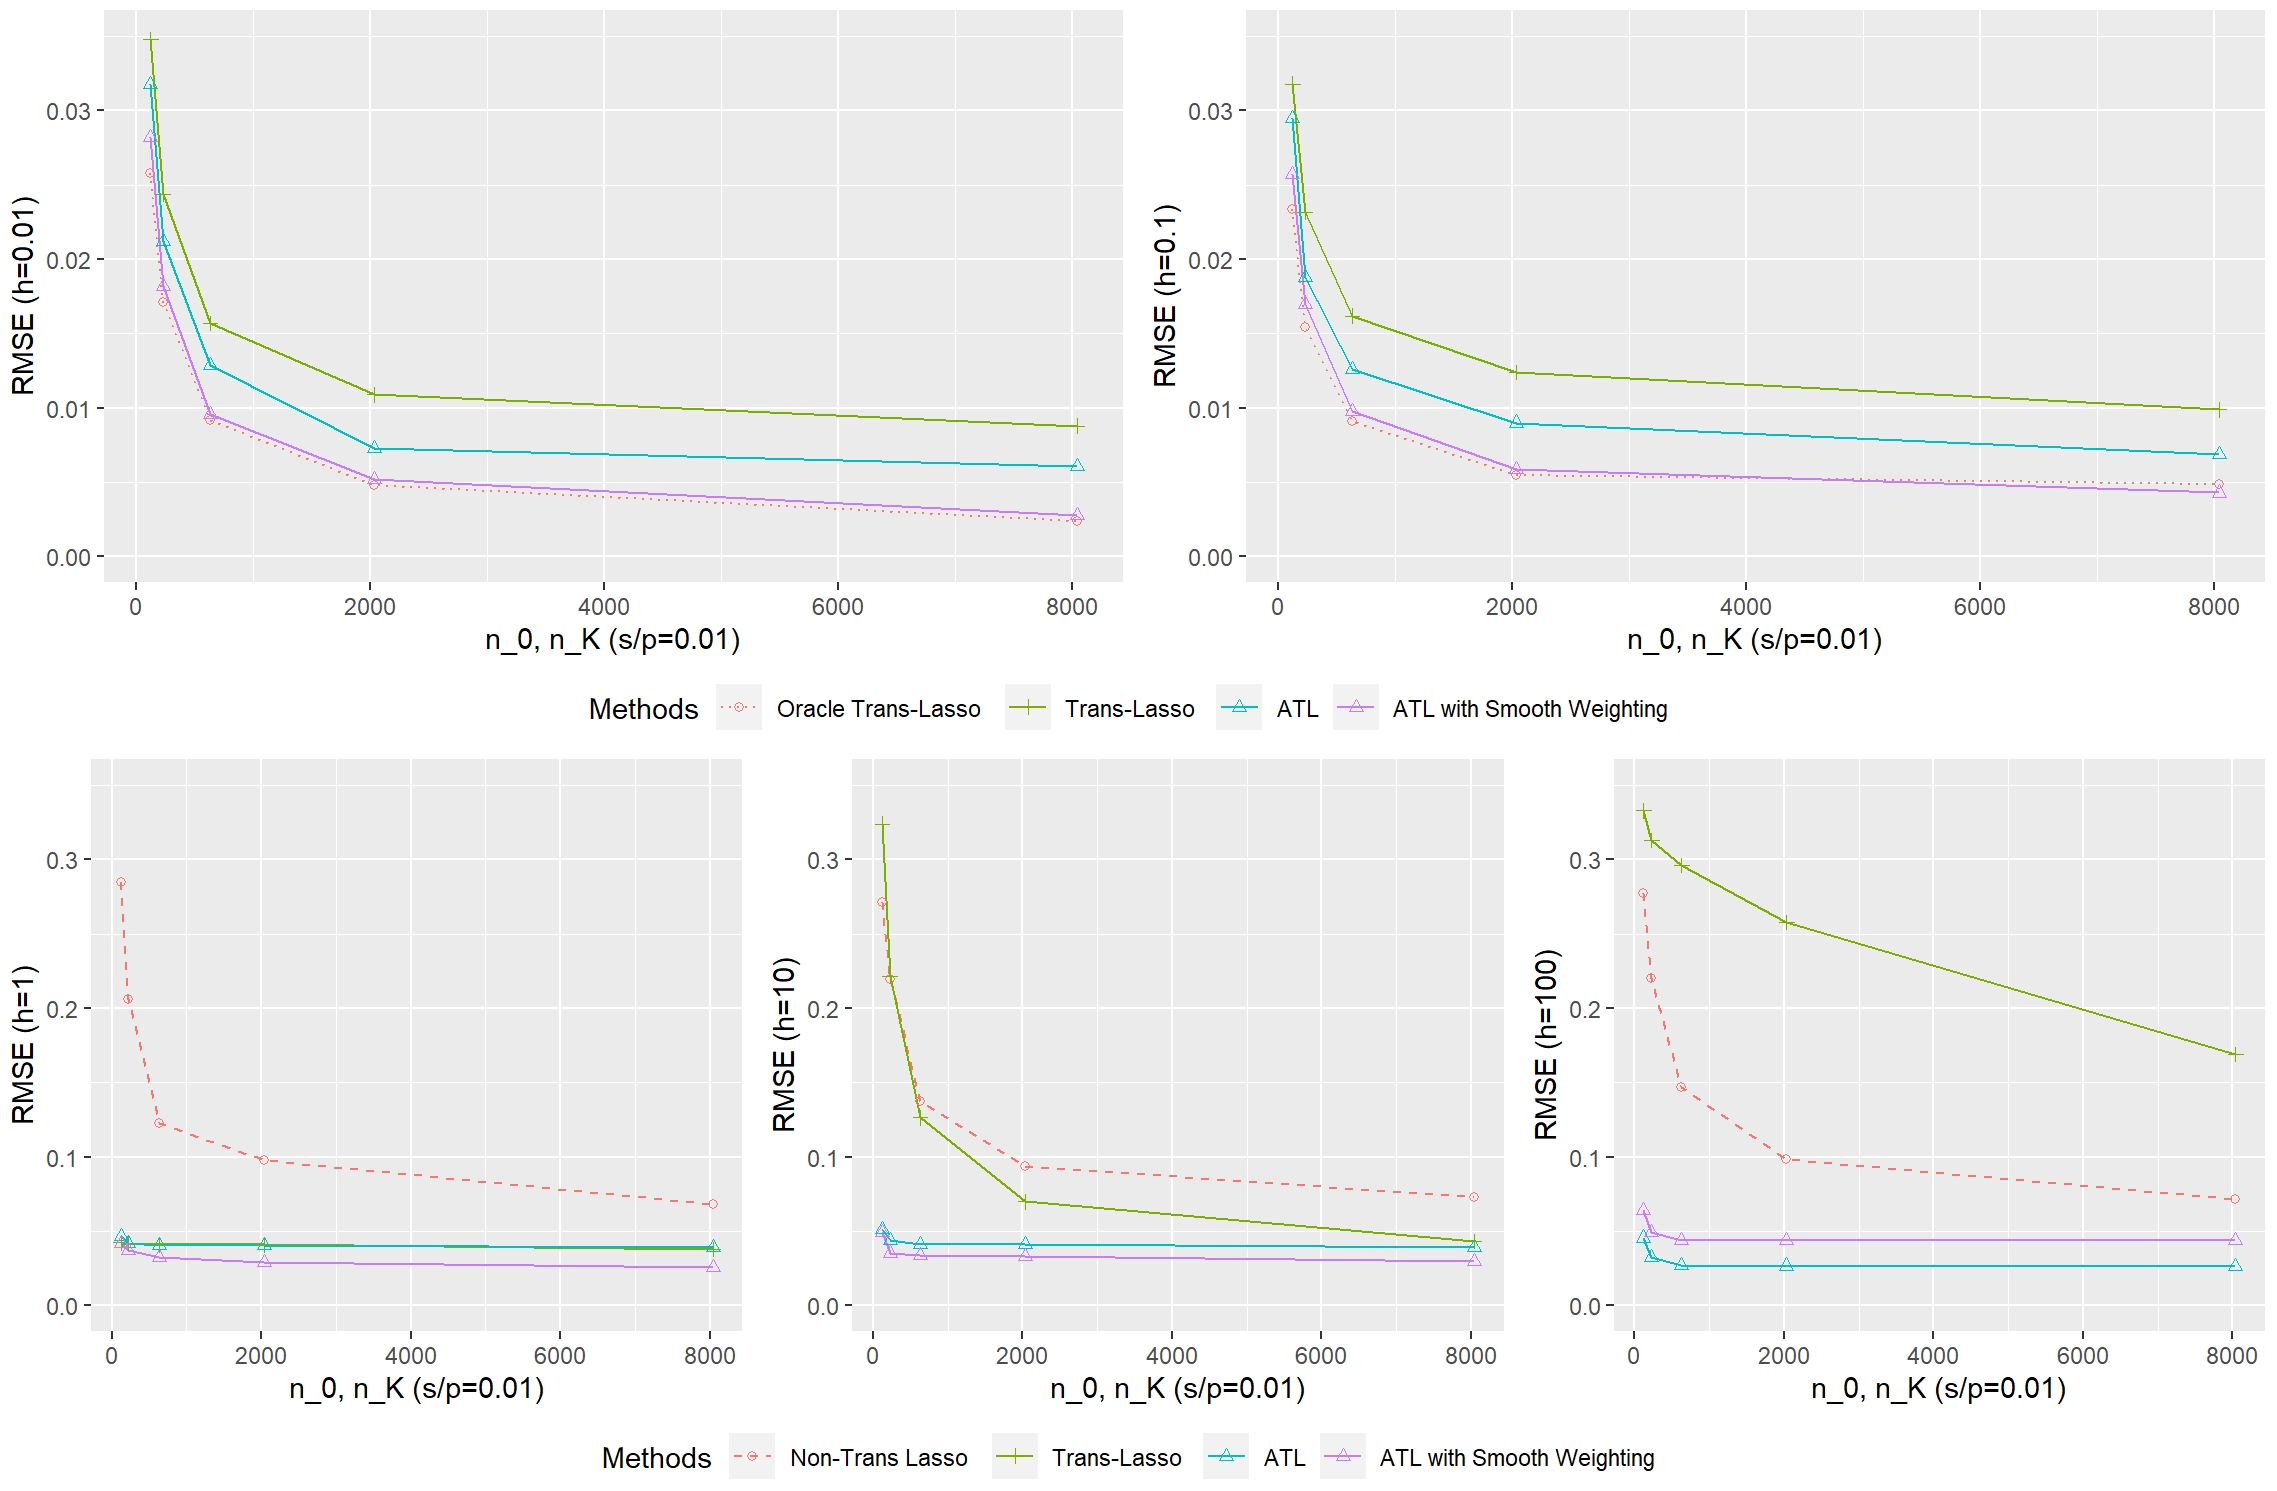 RMSE (h=0.01)
0.03
0.02
0.01
0.00
0 2000 4000 6000 8000
n_0, n_K (s/p=0.01)
RMSE (h=0.1)
0.03
0.02
0.01
0.00
0 2000 4000 6000 8000
n_0, n_K (s/p=0.01)
Methods Oracle Trans-Lasso Trans-Lasso ATL ATL with Smooth Weighting
RMSE (h=1)
0.3
0.2
0.1
0.0
0 2000 4000 6000 8000
n_0, n_K (s/p=0.01)
RMSE (h=10)
0.3
0.2
0.1
0.0
0 2000 4000 6000 8000
n_0, n_K (s/p=0.01)
RMSE (h=100)
0.3
0.2
0.1
0.0
0 2000 4000 6000 8000
n_0, n_K (s/p=0.01)
Methods Non-Trans Lasso Trans-Lasso ATL ATL with Smooth Weighting